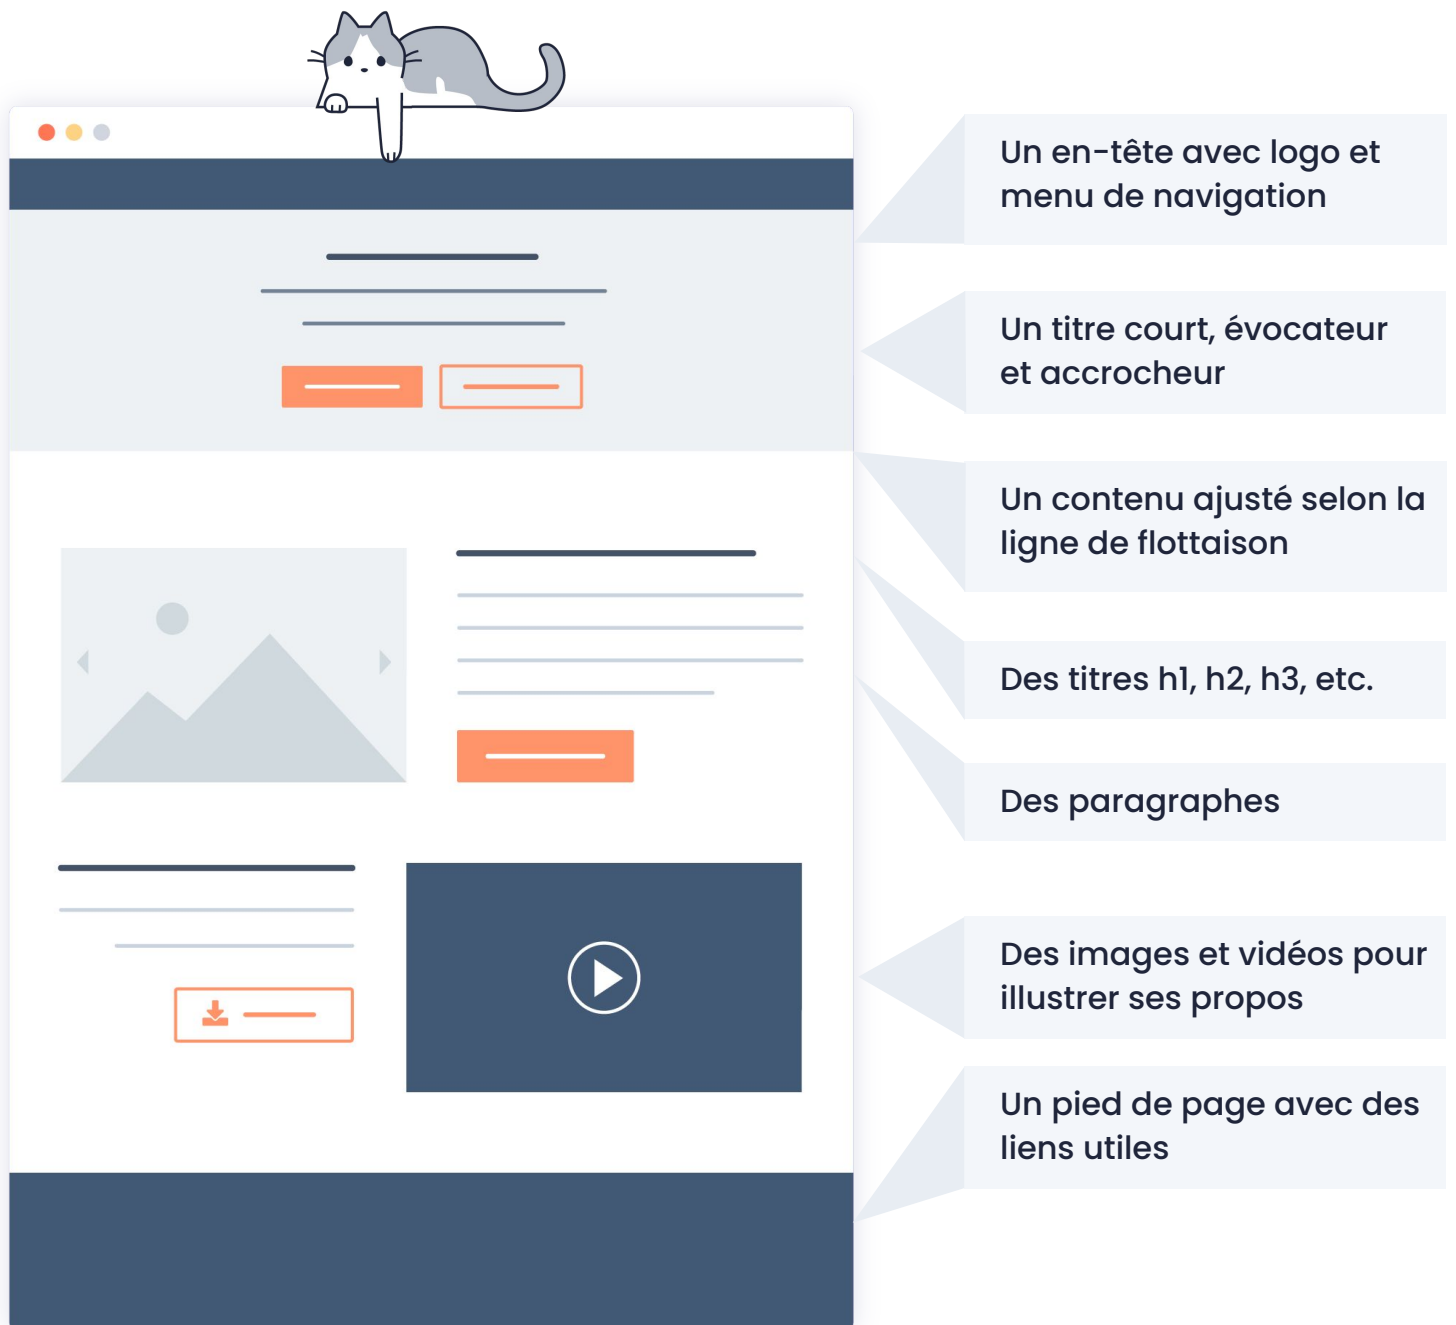 Un en-tête avec logo et
menu de navigation
Un titre court, évocateur
et accrocheur
Un contenu ajusté selon la
ligne de flottaison
Des titres h1, h2, h3, etc.
Des paragraphes
Des images et vidéos pour
illustrer ses propos
Un pied de page avec des
liens utiles